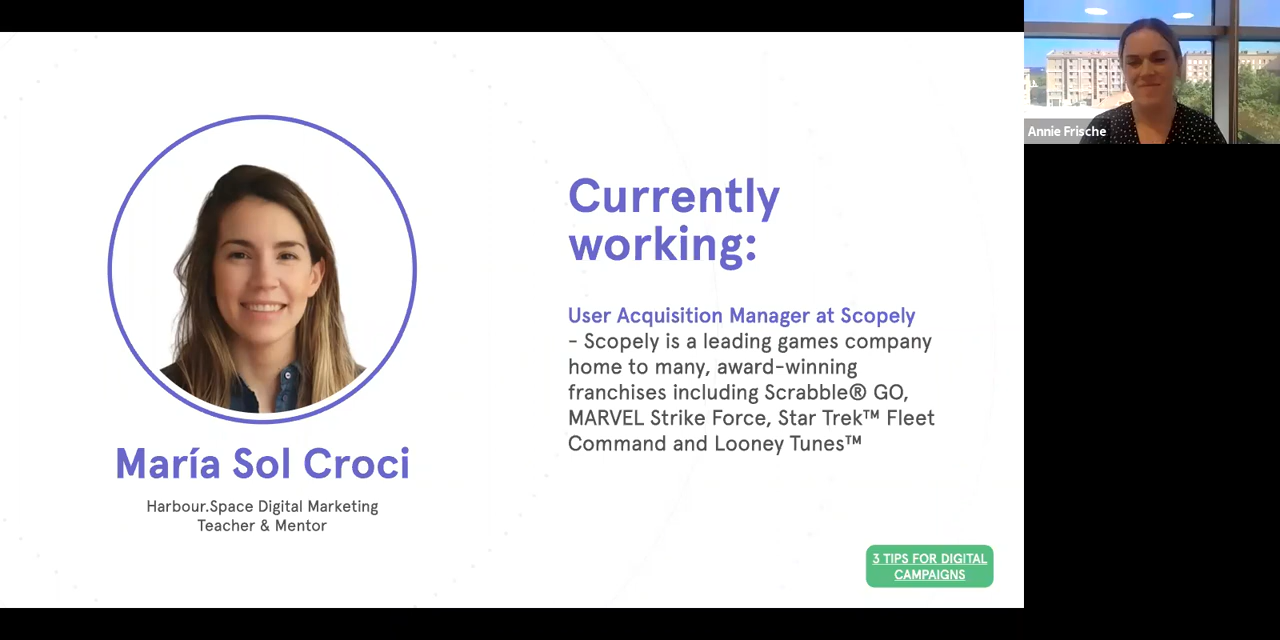 Annie Frische
Currently
working:
User Acquisition Manager at Scopely
- Scopely is a leading games company
home to many, award-winning
franchises including Scrabble® GO,
MARVEL Strike Force, Star Trek™ Fleet
Command and Looney Tunes™
María Sol Croci
Harbour.Space Digital Marketing
Teacher & Mentor
3 TIPS FOR DIGITAL
CAMPAIGNS